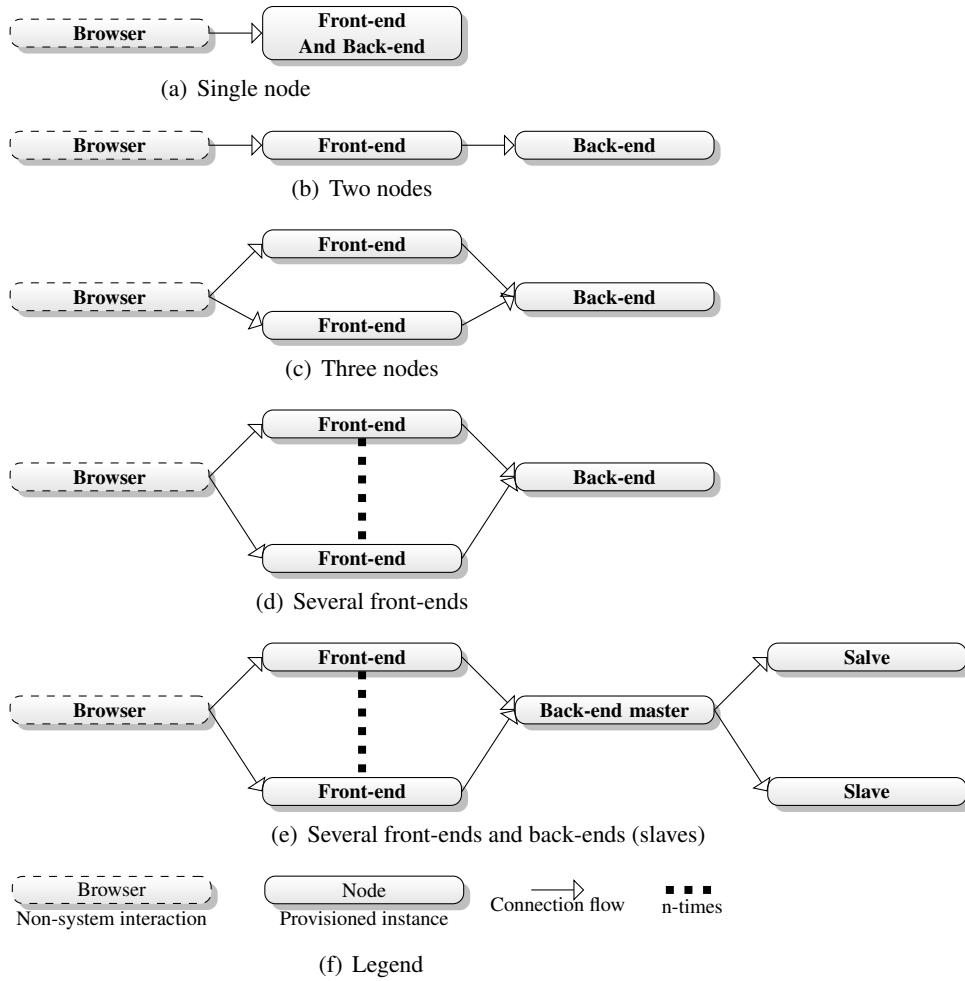 Browser
Front-end
And Back-end
(a) Single node
Browser
Front-end
Back-end
(b) Two nodes
Front-end
Browser
Back-end
Front-end
(c) Three nodes
Front-end
Browser
Back-end
Front-end
(d) Several front-ends
Front-end
Salve
Browser
Back-end master
Front-end
Slave
(e) Several front-ends and back-ends (slaves)
Browser
Non-system interaction
Node
Provisioned instance
Connection flow
n-times
(f) Legend